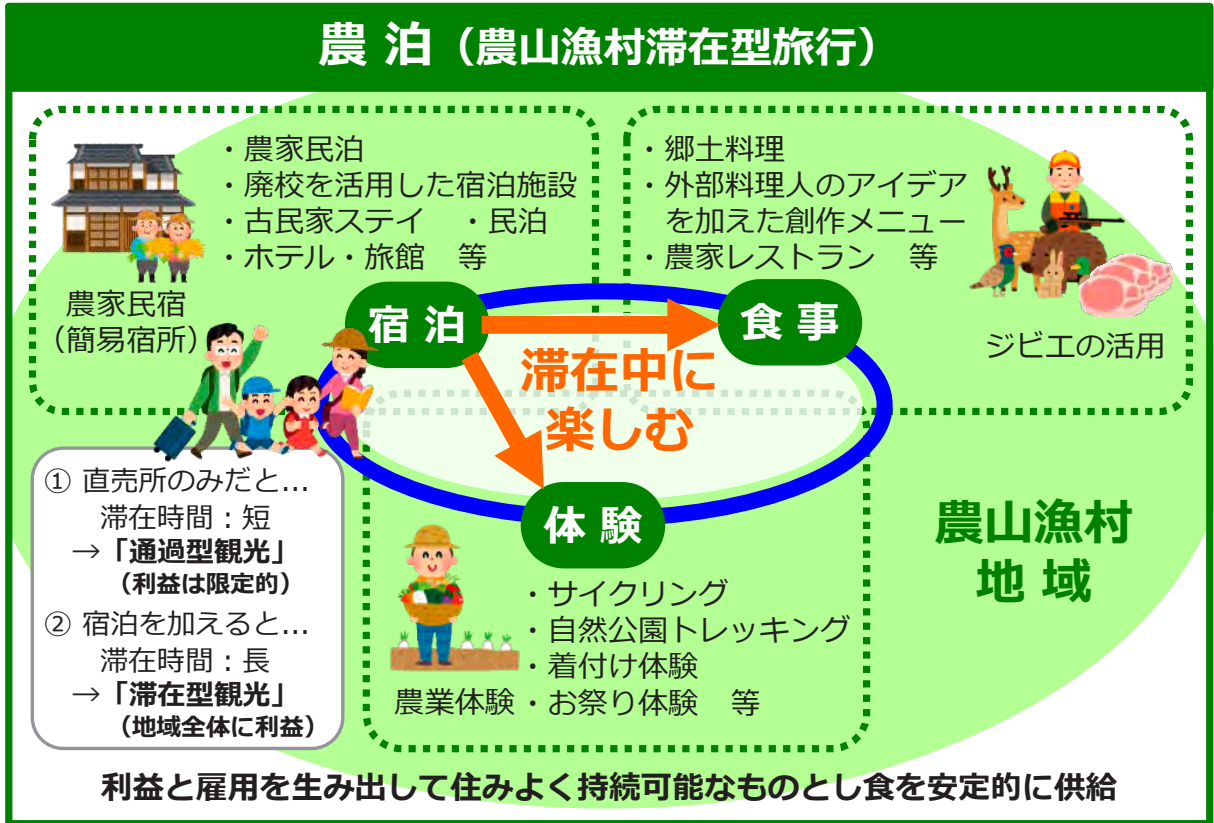 農 泊（農山漁村滞在型旅行）
・農家民泊
・廃校を活用した宿泊施設
・古民家ステイ　・民泊
・ホテル・旅館　等
農家民宿
（簡易宿所）
・郷土料理
・外部料理人のアイデア
を加えた創作メニュー
・農家レストラン　等
ジビエの活用
宿 泊
食 事
滞在中に
楽しむ
体 験
① 直売所のみだと...
滞在時間：短
→「通過型観光」
（利益は限定的）
② 宿泊を加えると...
滞在時間：長
→「滞在型観光」
（地域全体に利益）
・サイクリング
・自然公園トレッキング
・着付け体験
農業体験・お祭り体験　等
農山漁村
地 域
利益と雇用を生み出して住みよく持続可能なものとし食を安定的に供給